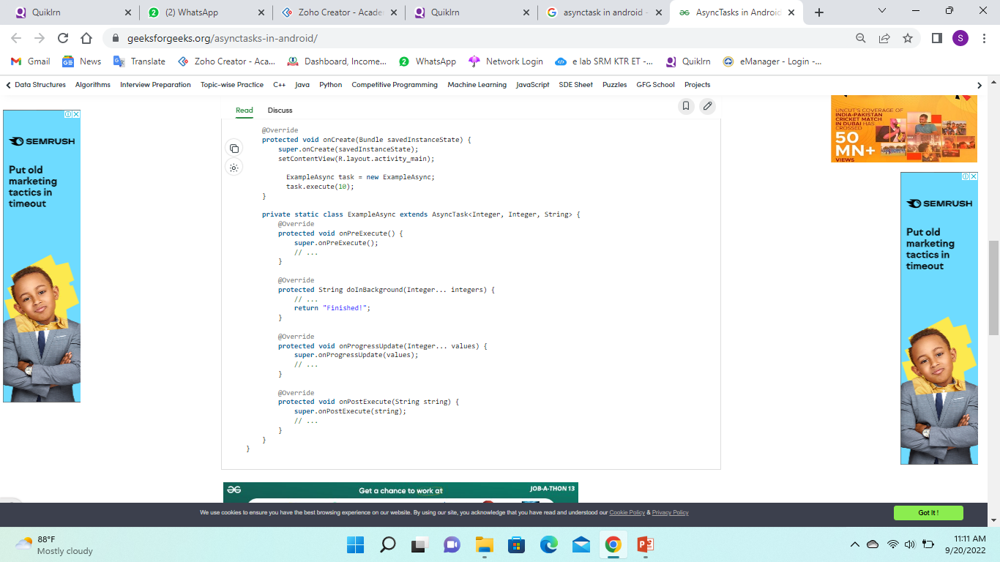 Quiklrn
(2) WhatsApp
Zoho Creator - Acade
Quiklrn
asynctask in android -
AsyncTasks in Android
geeksforgeeks.org/asynctasks-in-android/
S
Gmail
News
Translate
Zoho Creator - Aca...
Dashboard, Income...
WhatsApp
Network Login
e lab SRM KTR ET -...
Quiklrn
eManager - Login -...
Data Structures Algorithms Interview Preparation Topic-wise Practice C++ Java Python Competitive Programming Machine Learning JavaScript SDE Sheet Puzzles GFG School Projects
Read Discuss
@Override
protected void onCreate(Bundle savedInstanceState) {
super.onCreate(savedInstanceState);
setContentView(R.layout.activity_main);
ExampleAsync task = new ExampleAsync;
task.execute(10);
}
private static class ExampleAsync extends AsyncTask<Integer, Integer, String> {
@Override
protected void onPreExecute() {
super.onPreExecute();
// ...
}
@Override
protected String doInBackground(Integer... integers) {
// ...
return "Finished!";
}
@Override
protected void onProgressUpdate(Integer... values) {
super.onProgressUpdate(values);
// ...
}
@Override
protected void onPostExecute(String string) {
super.onPostExecute(string);
// ...
}
}
}
SEMRUSH
Put old
marketing
tactics in
timeout
UNCUT'S COVERAGE OF
INDIA-PAKISTAN
CRICKET MATCH
IN DUBAI HAS
CROSSED
50
MN+
VIEWS
SEMRUSH
Put old
marketing
tactics in
timeout
Get a chance to work at
JOB-A-THON 13
We use cookies to ensure you have the best browsing experience on our website. By using our site, you acknowledge that you have read and understood our Cookie Policy & Privacy Policy
Got It !
88°F
Mostly cloudy
11:11 AM
9/20/2022